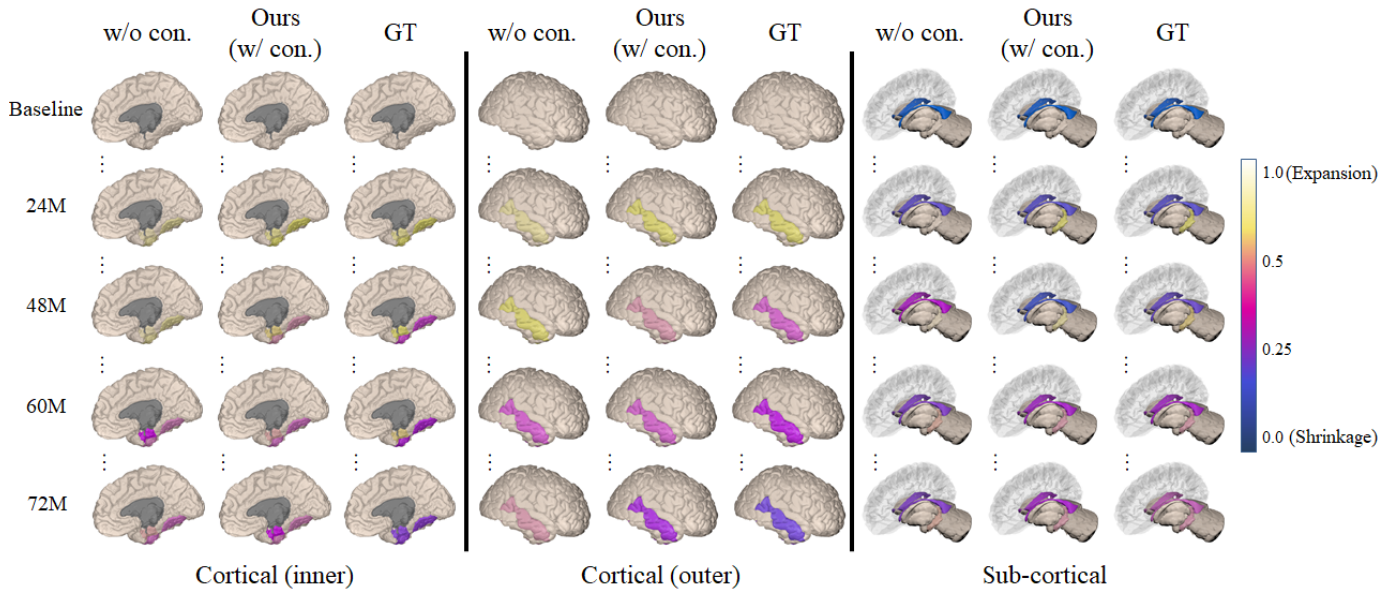 w/o con. Ours (w/ con.) GT w/o con. Ours (w/ con.) GT w/o con. Ours (w/ con.) GT
Baseline
24M
48M
60M
72M
1.0 (Expansion)
0.5
0.25
0.0 (Shrinkage)
Cortical (inner) Cortical (outer) Sub-cortical